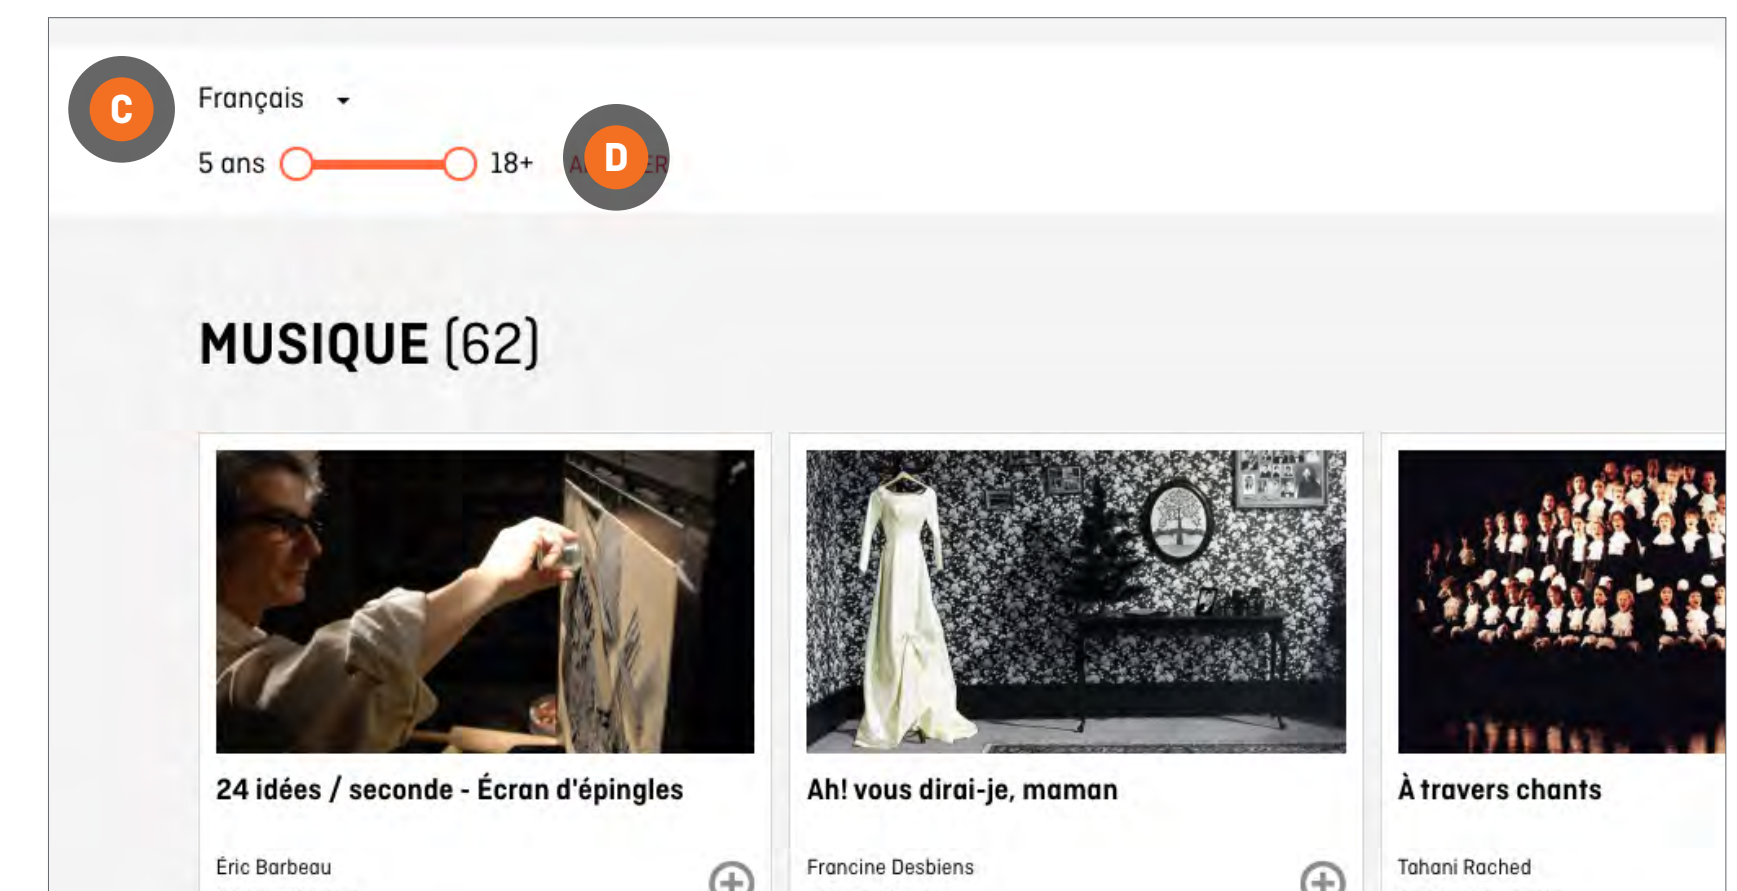 C
Français
5 ans 18+
D
MUSIQUE (62)
24 idées / seconde - Écran d'épingles
Ah! vous dirai-je, maman
À travers chants
Éric Barbeau
Francine Desbiens
Tahani Rached